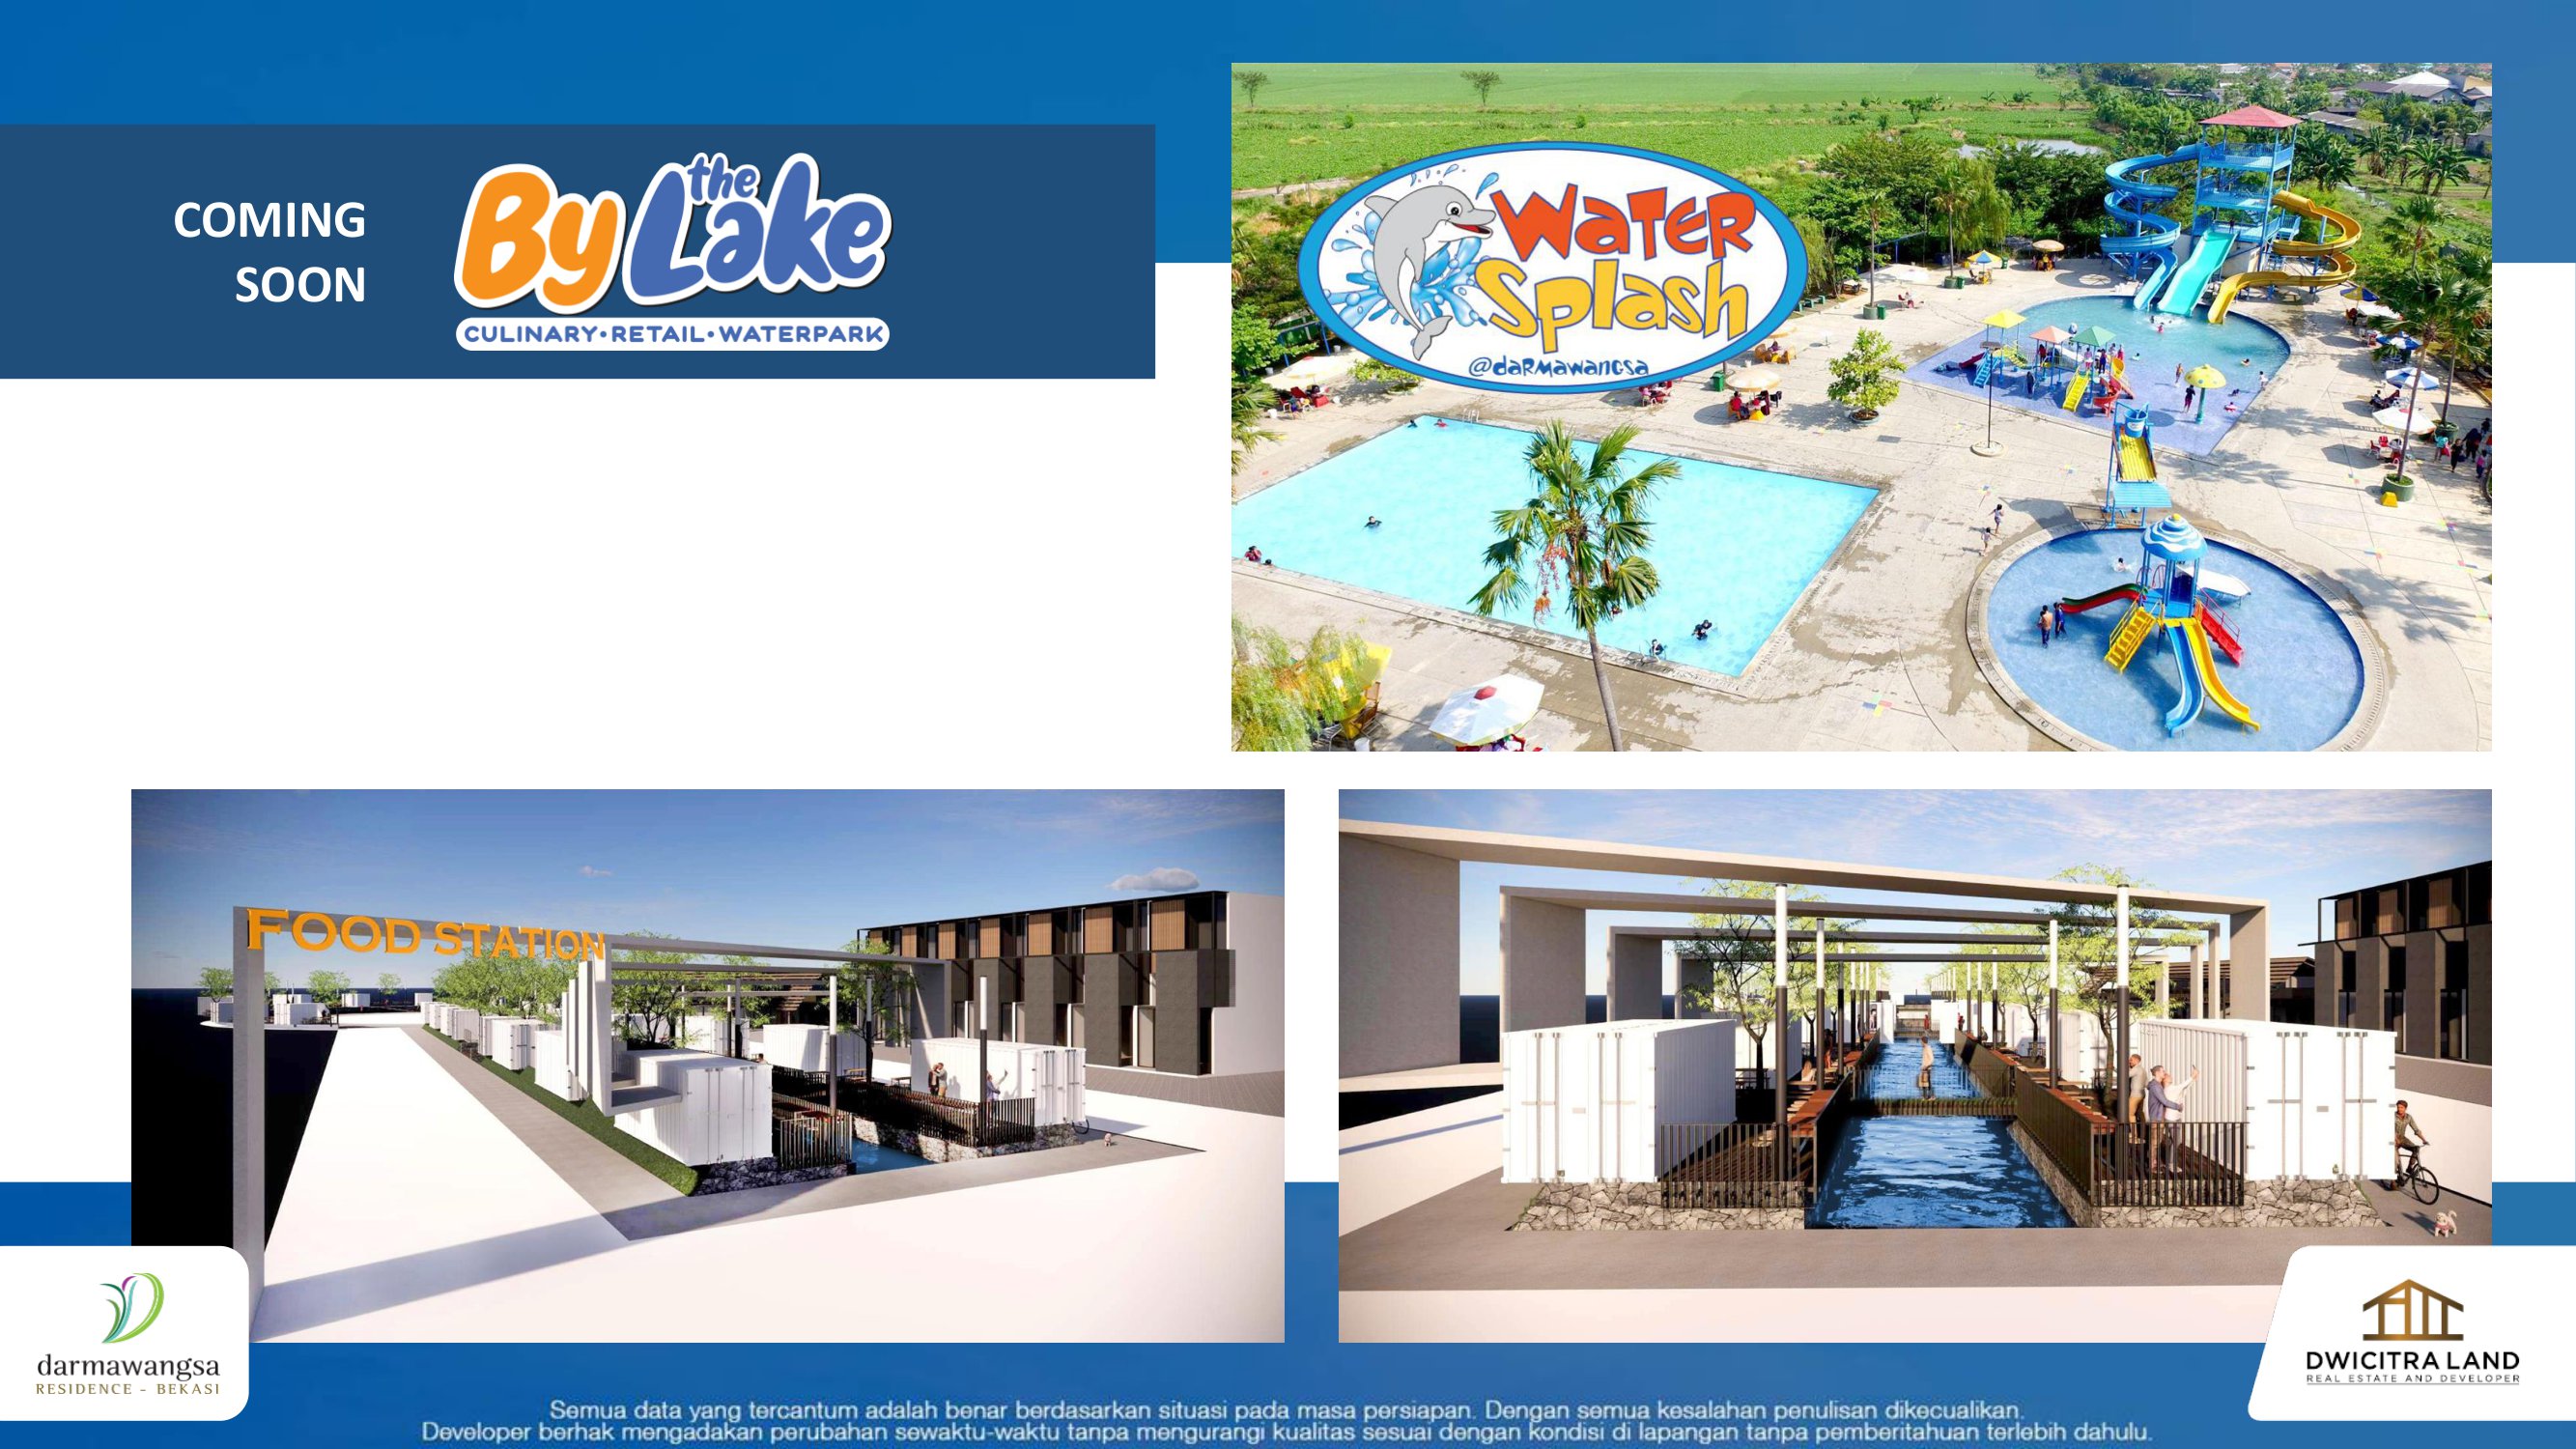 COMING
SOON
By the Lake
CULINARY•RETAIL•WATERPARK
WATER
Splash
@darmawangsa
FOOD STATION
darmawangsa
RESIDENCE - BEKASI
DWICITRA LAND
REAL ESTATE AND DEVELOPER
Semua data yang tercantum adalah benar berdasarkan situasi pada masa persiapan. Dengan semua kesalahan penulisan dikecualikan.
Developer berhak mengadakan perubahan sewaktu-waktu tanpa mengurangi kualitas sesuai dengan kondisi di lapangan tanpa pemberitahuan terlebih dahulu.